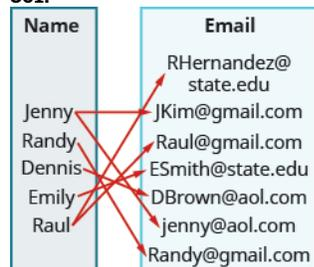 Name
Jenny
Randy
Dennis
Emily
Raul
Email
RHernandez@
state.edu
JKim@gmail.com
Raul@gmail.com
ESmith@state.edu
DBrown@aol.com
jenny@aol.com
Randy@gmail.com